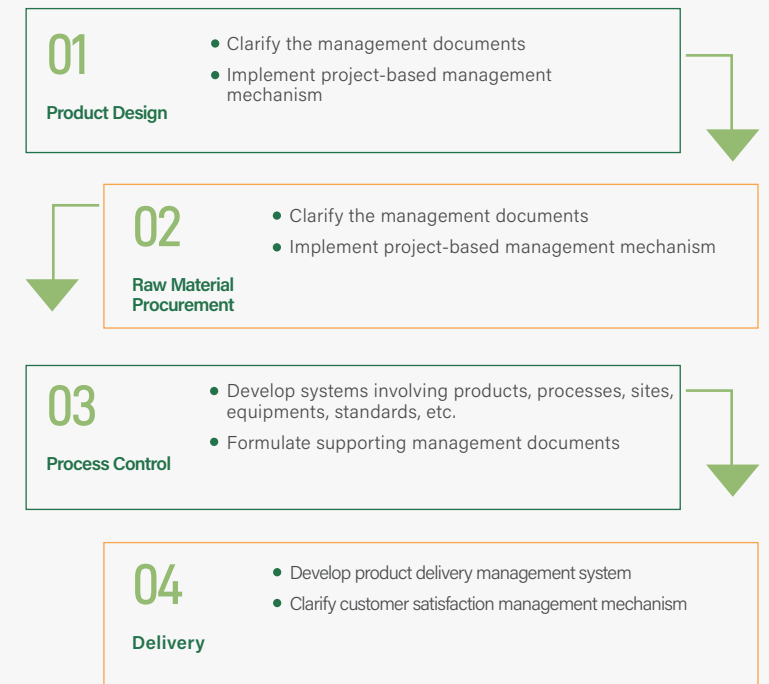 01
Product Design
Clarify the management documents
Implement project-based management
mechanism
02
Raw Material
Procurement
Clarify the management documents
Implement project-based management mechanism
03
Process Control
Develop systems involving products, processes, sites,
equipments, standards, etc.
Formulate supporting management documents
04
Delivery
Develop product delivery management system
Clarify customer satisfaction management mechanism